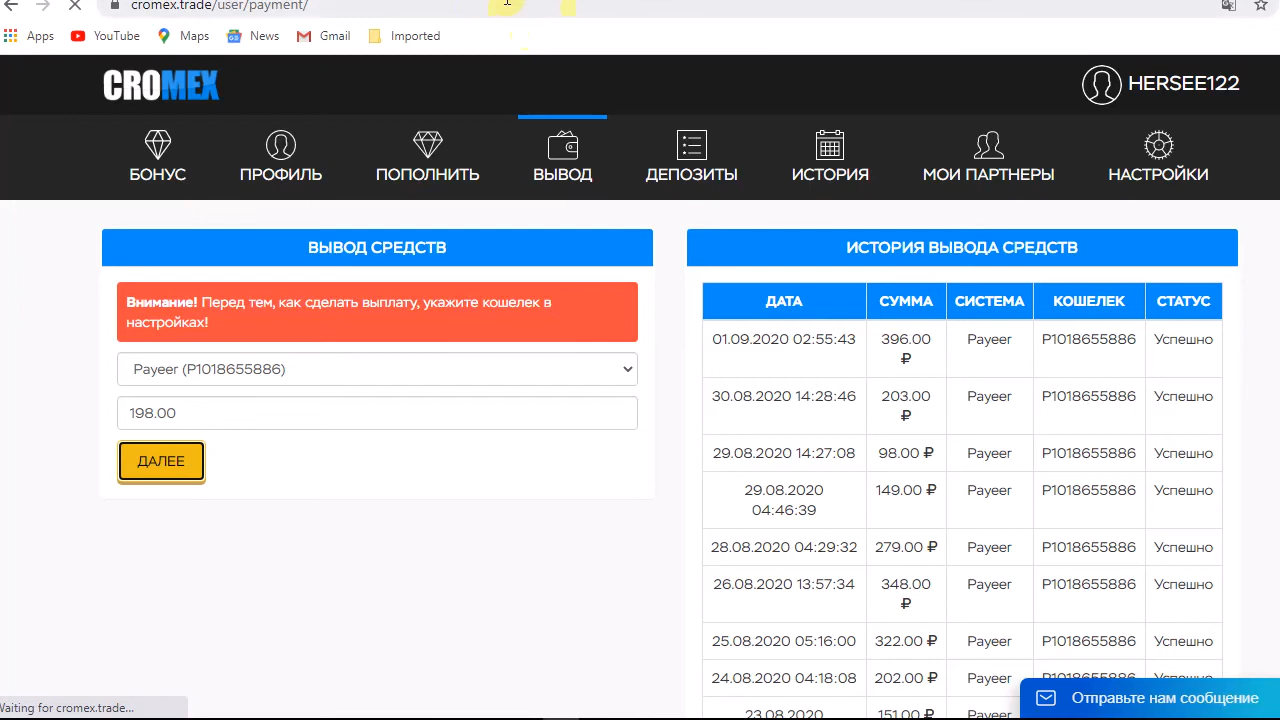 cromex.trade/user/payment/
Apps YouTube Maps News Gmail Imported
CROMEX
HERSEE122
БОНУС ПРОФИЛЬ ПОПОЛНИТЬ ВЫВОД ДЕПОЗИТЫ ИСТОРИЯ МОИ ПАРТНЕРЫ НАСТРОЙКИ
ВЫВОД СРЕДСТВ
Внимание! Перед тем, как сделать выплату, укажите кошелек в
настройках!
Payeer (P1018655886)
198.00
ДАЛЕЕ
ИСТОРИЯ ВЫВОДА СРЕДСТВ
ДАТА СУММА СИСТЕМА КОШЕЛЕК СТАТУС
01.09.2020 02:55:43 396.00 ₽ Payeer P1018655886 Успешно
30.08.2020 14:28:46 203.00 ₽ Payeer P1018655886 Успешно
29.08.2020 14:27:08 98.00 ₽ Payeer P1018655886 Успешно
29.08.2020 04:46:39 149.00 ₽ Payeer P1018655886 Успешно
28.08.2020 04:29:32 279.00 ₽ Payeer P1018655886 Успешно
26.08.2020 13:57:34 348.00 ₽ Payeer P1018655886 Успешно
25.08.2020 05:16:00 322.00 ₽ Payeer P1018655886 Успешно
24.08.2020 04:18:08 202.00 ₽ Payeer
23.08.2020 151.00 ₽ Payeer
Отправьте нам сообщение
Waiting for cromex.trade...